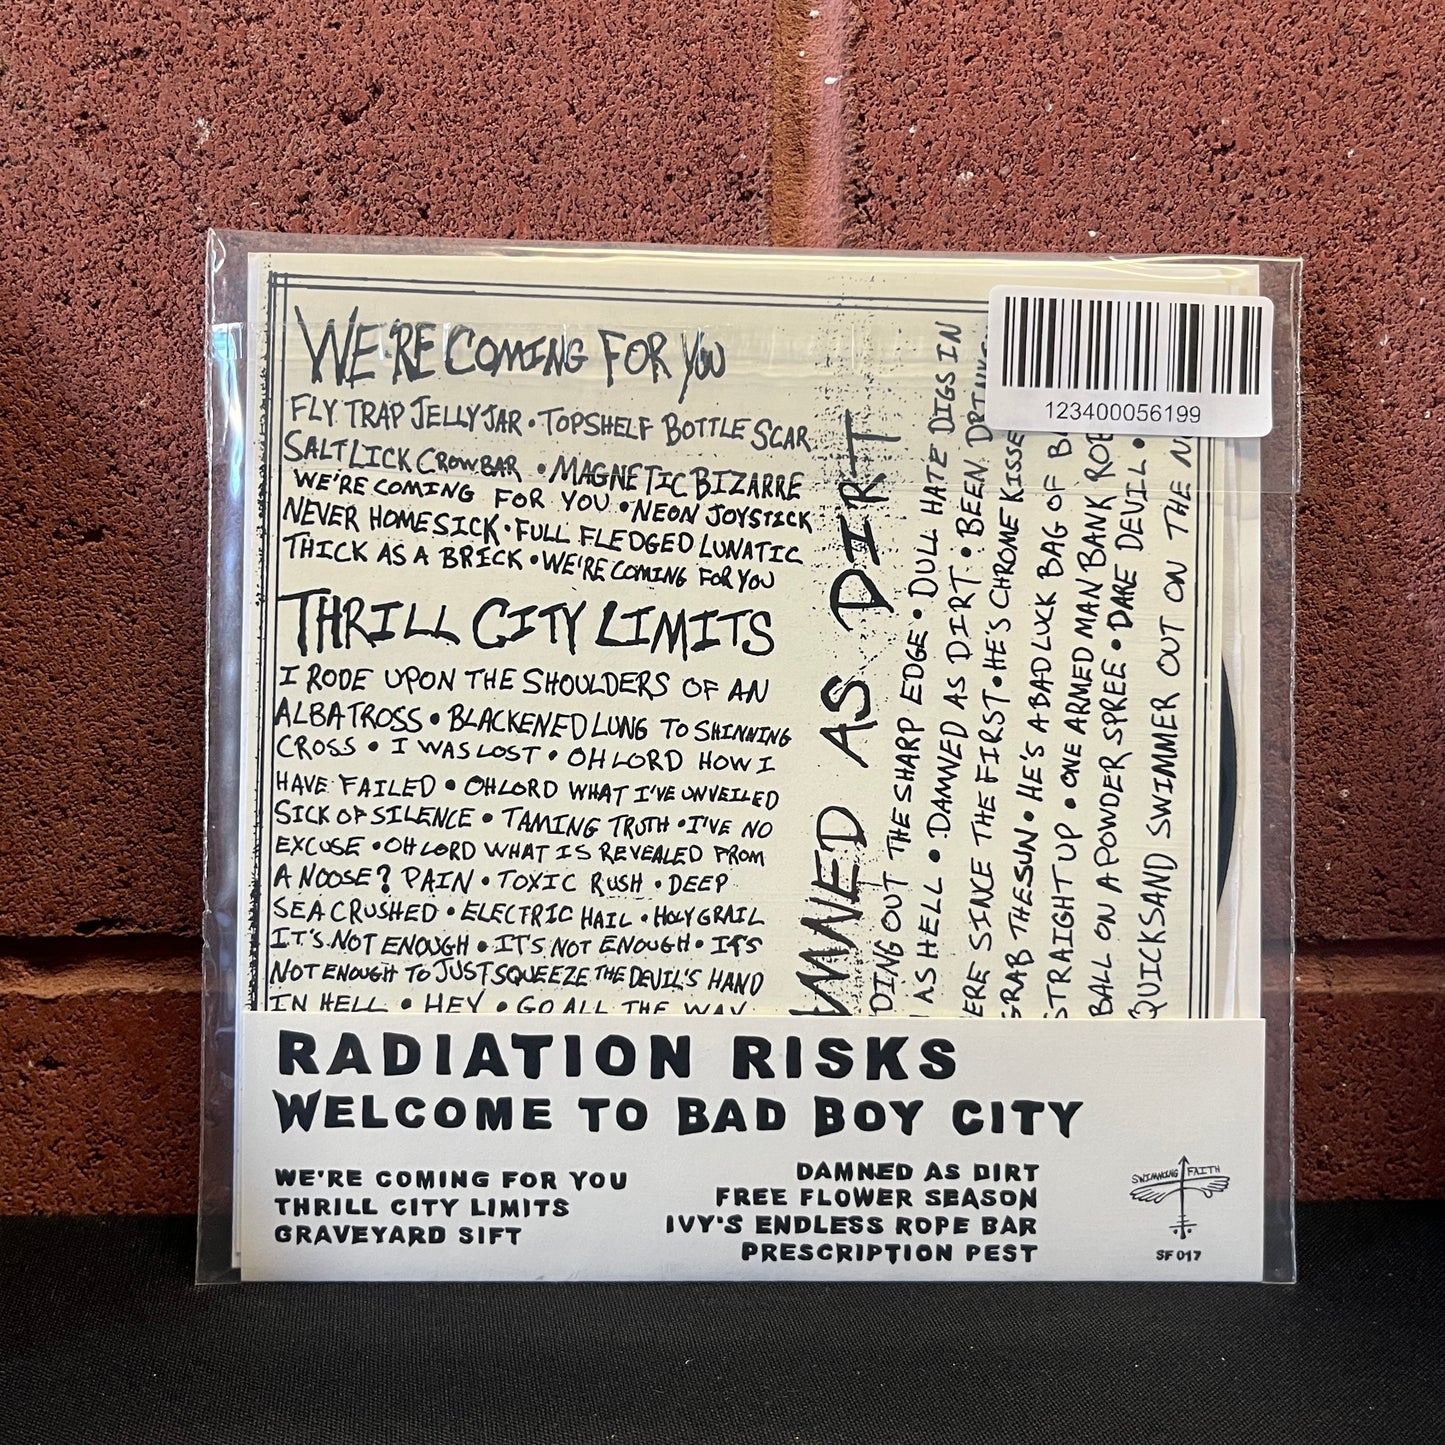 WE'RE COMING FOR YOU
FLY TRAP JELLY JAR • TOPSHELF BOTTLE SCAR
SALT LICK CROWBAR • MAGNETIC BIZARRE
WE'RE COMING FOR YOU • NEON JOYSTICK
NEVER HOMESICK • FULL FLEDGED LUNATIC
THICK AS A BRICK • WE'RE COMING FOR YOU
THRILL CITY LIMITS
I RODE UPON THE SHOULDERS OF AN
ALBATROSS • BLACKENED LUNG TO SHINNING
CROSS • I WAS LOST • OH LORD HOW I
HAVE FAILED • OH LORD WHAT I'VE UNVEILED
SICK OF SILENCE • TAMING TRUTH • I'VE NO
EXCUSE • OH LORD WHAT IS REVEALED FROM
A NOOSE? PAIN • TOXIC RUSH • DEEP
SEA CRUSHED • ELECTRIC HAIL • HOLY GRAIL
IT'S NOT ENOUGH • IT'S NOT ENOUGH • IT'S
NOT ENOUGH TO JUST SQUEEZE THE DEVIL'S HAND
IN HELL • HEY • GO ALL THE WAY
AS DIRT
OUT THE SHARP EDGE • DULL HATE DIGS IN
AS HELL • DAMNED AS DIRT • BEEN
SINCE THE FIRST • HE'S CHROME
GRAB THE SUN • HE'S A BAD LUCK BAG OF
STRAIGHT UP • ONE ARMED MAN BANK
BALL ON A POWDER SPREE • DARE DEVIL •
QUICKSAND SWIMMER OUT ON THE
123400056199
RADIATION RISKS
WELCOME TO BAD BOY CITY
WE'RE COMING FOR YOU
THRILL CITY LIMITS
GRAVEYARD SIFT
DAMNED AS DIRT
FREE FLOWER SEASON
IVY'S ENDLESS ROPE BAR
PRESCRIPTION PEST
SWIMMING FAITH
SF 017